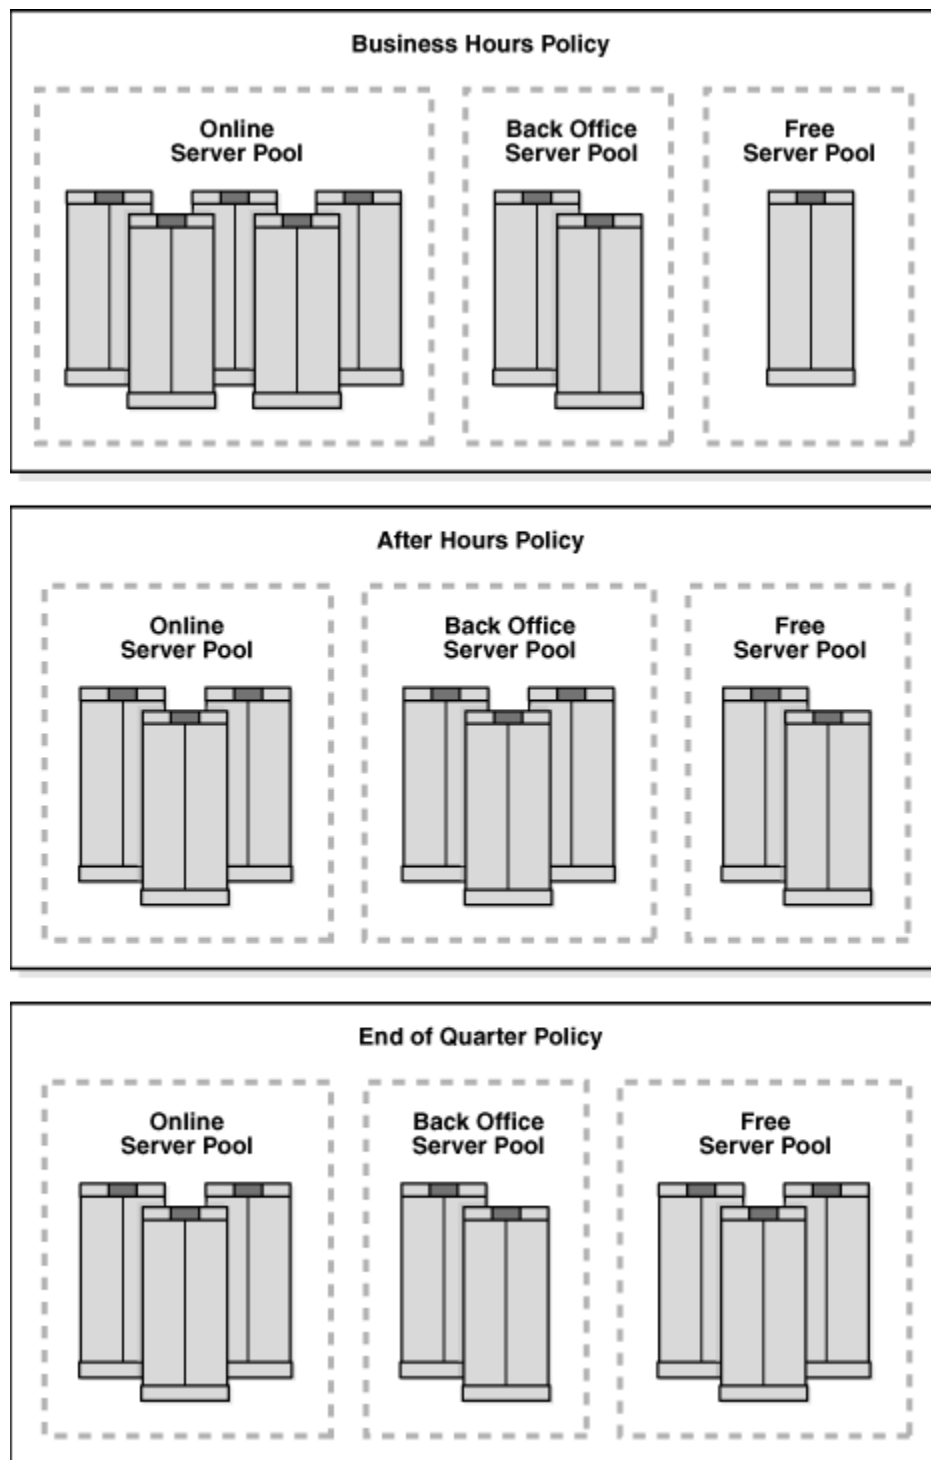 Business Hours Policy
Online
Server Pool
Back Office
Server Pool
Free
Server Pool
After Hours Policy
Online
Server Pool
Back Office
Server Pool
Free
Server Pool
End of Quarter Policy
Online
Server Pool
Back Office
Server Pool
Free
Server Pool